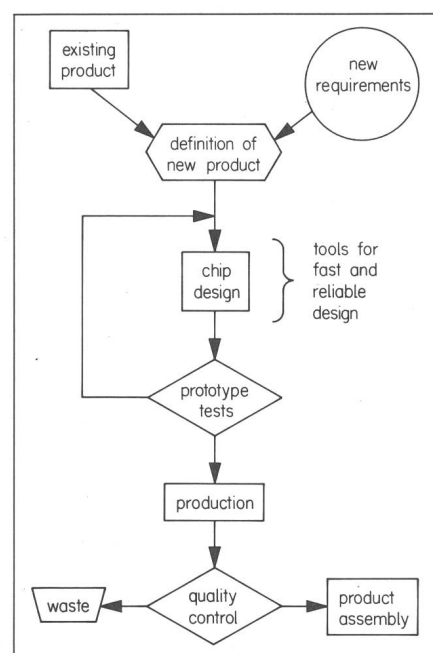 existing
product
new
requirements
definition of
new product
chip
design
tools for
fast and
reliable
design
prototype
tests
production
waste
quality
control
product
assembly